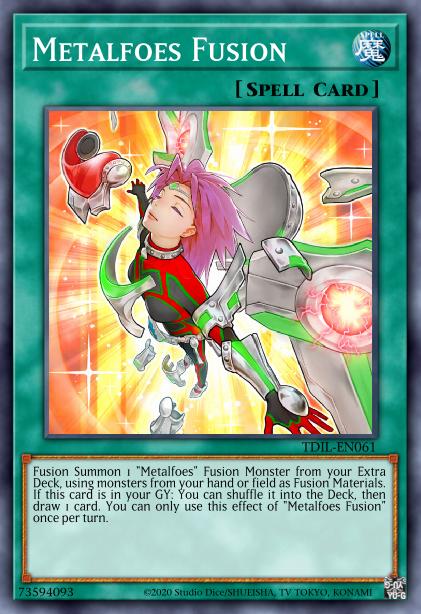 Metalfoes Fusion
SPELL
魔
[ Spell Card ]
TDIL-EN061
Fusion Summon 1 "Metalfoes" Fusion Monster from your Extra
Deck, using monsters from your hand or field as Fusion Materials.
If this card is in your GY: You can shuffle it into the Deck, then
draw 1 card. You can only use this effect of "Metalfoes Fusion"
once per turn.
73594093
©2020 Studio Dice/SHUEISHA, TV TOKYO, KONAMI